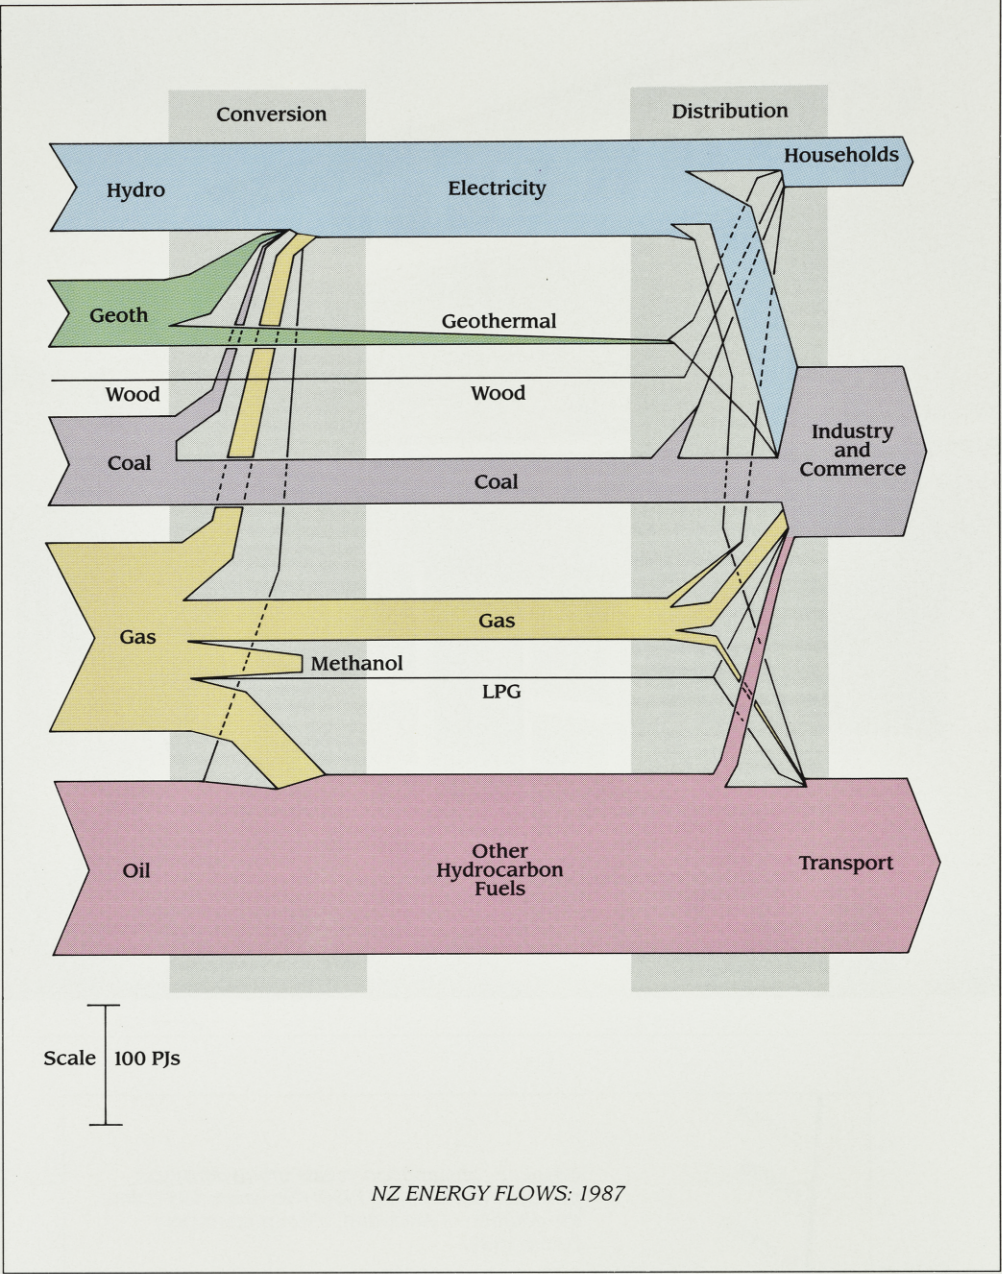 Conversion
Distribution
Households
Hydro
Electricity
Geoth
Geothermal
Wood
Wood
Industry
and
Commerce
Coal
Coal
Gas
Gas
Methanol
LPG
Oil
Other
Hydrocarbon
Fuels
Transport
Scale
100 PJs
NZ ENERGY FLOWS: 1987